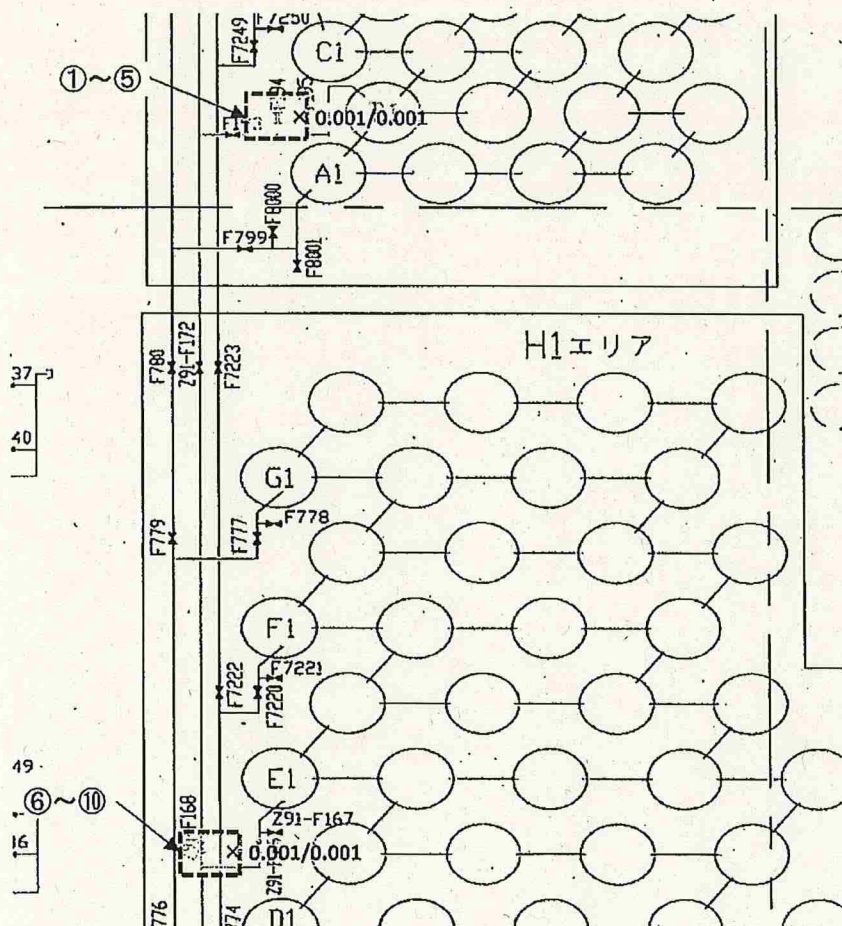 F7249
F7250
C1
①～⑤
0.001/0.001
A1
F799
F8000
F8001
H1エリア
F780
Z91-F172
F7223
37
40
G1
F778
F777
F779
F1
F7221
F7222
F7220
E1
49
⑥～⑩
F168
Z91-F167
0.001/0.001
16
D1
776
774